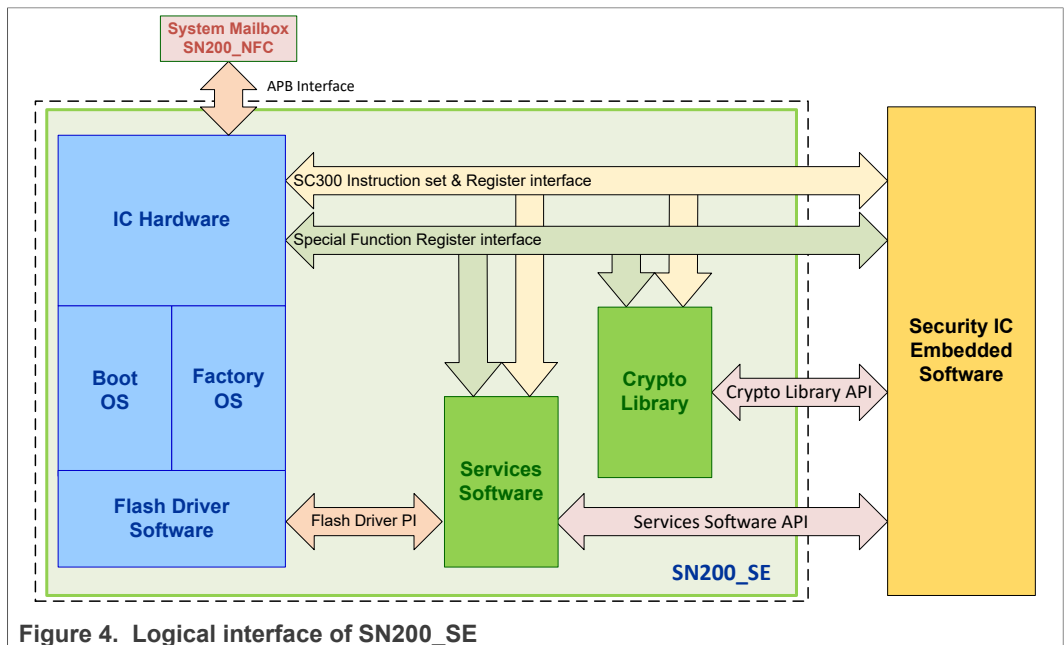 System Mailbox
SN200_NFC
APB Interface
SC300 Instruction set & Register interface
IC Hardware
Special Function Register interface
Security IC
Embedded
Software
Boot
OS
Factory
OS
Crypto
Library
Crypto Library API
Services
Software
Flash Driver
Software
Flash Driver PI
Services Software API
SN200_SE
Figure 4. Logical interface of SN200_SE